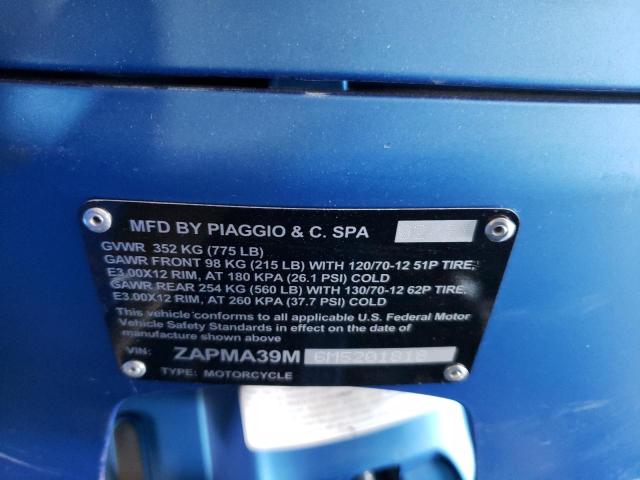 MFD BY PIAGGIO & C. SPA
GVWR 352 KG (775 LB)
GAWR FRONT 98 KG (215 LB) WITH 120/70-12 51P TIRE,
E3.00X12 RIM, AT 180 KPA (26.1 PSI) COLD
GAWR REAR 254 KG (560 LB) WITH 130/70-12 62P TIRE,
E3.00X12 RIM, AT 260 KPA (37.7 PSI) COLD
This vehicle conforms to all applicable U.S. Federal Motor
Vehicle Safety Standards in effect on the date of
manufacture shown above
VIN: ZAPMA39M 6M5201818
TYPE: MOTORCYCLE